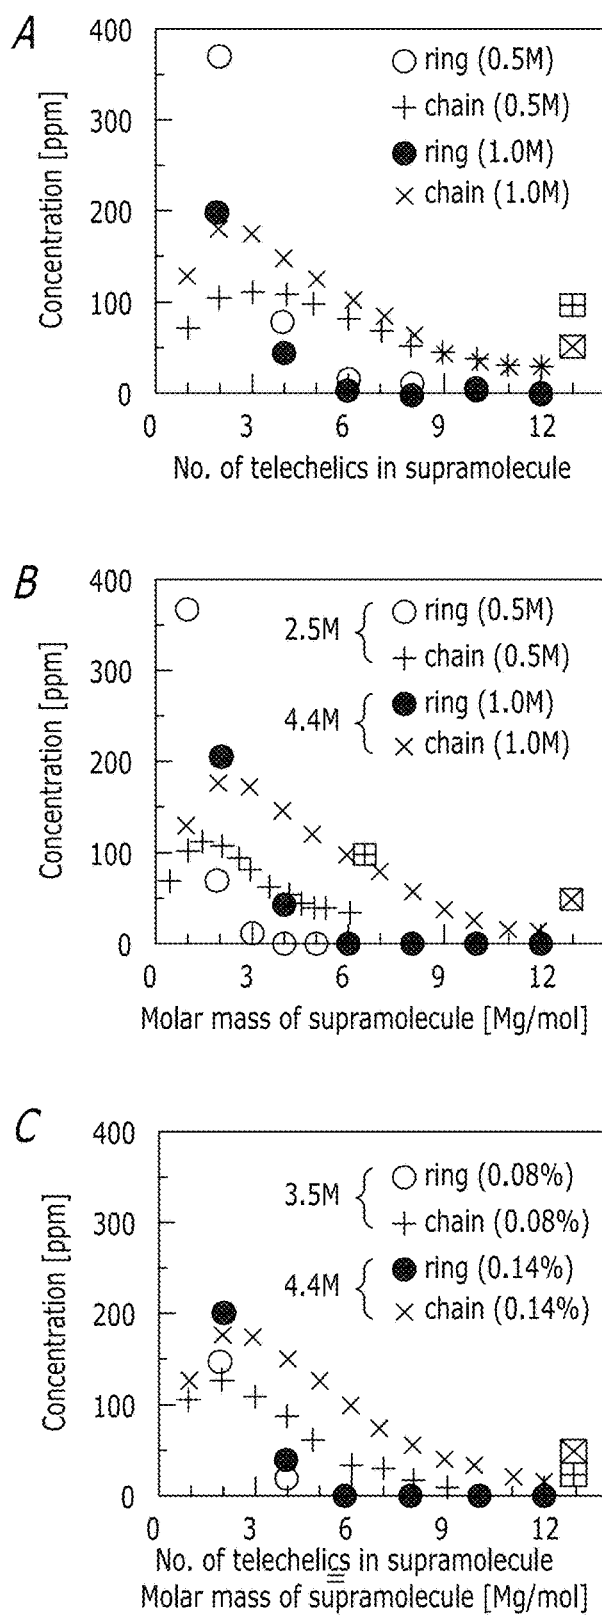 A
400
300
200
100
0
Concentration [ppm]
ring (0.5M)
chain (0.5M)
ring (1.0M)
chain (1.0M)
0 3 6 9 12
No. of telechelics in supramolecule
B
400
300
200
100
0
Concentration [ppm]
2.5M
ring (0.5M)
chain (0.5M)
4.4M
ring (1.0M)
chain (1.0M)
0 3 6 9 12
Molar mass of supramolecule [Mg/mol]
C
400
300
200
100
0
Concentration [ppm]
3.5M
ring (0.08%)
chain (0.08%)
4.4M
ring (0.14%)
chain (0.14%)
0 3 6 9 12
No. of telechelics in supramolecule
=
Molar mass of supramolecule [Mg/mol]